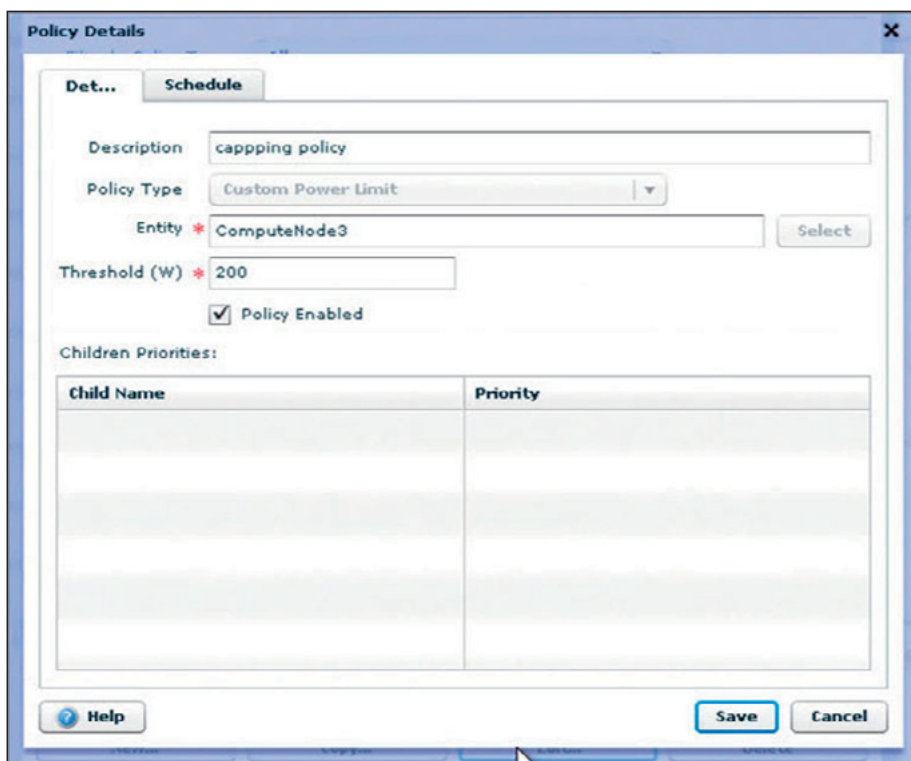 Policy Details
Det...
Schedule
Description cappping policy
Policy Type Custom Power Limit
Entity * ComputeNode3 Select
Threshold (W) * 200
Policy Enabled
Children Priorities:
Child Name Priority
Help Save Cancel